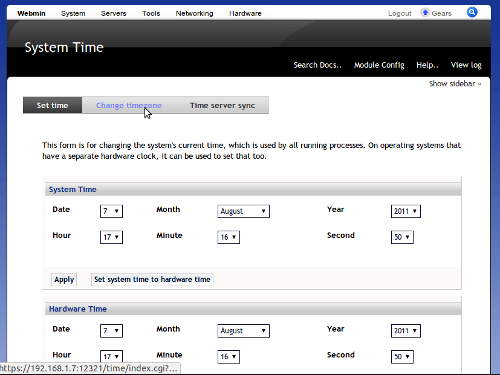 Webmin System Servers Tools Networking Hardware Logout Gears
System Time
Search Docs.. Module Config Help.. View log
Show sidebar »
Set time Change timezone Time server sync
This form is for changing the system's current time, which is used by all running processes. On operating systems that
have a separate hardware clock, it can be used to set that too.
System Time
Date 7 Month August Year 2011
Hour 17 Minute 16 Second 50
Apply Set system time to hardware time
Hardware Time
Date 7 Month August Year 2011
Hour 17 Minute 16 Second 50
https://192.168.1.7:12321/time/index.cgi?...